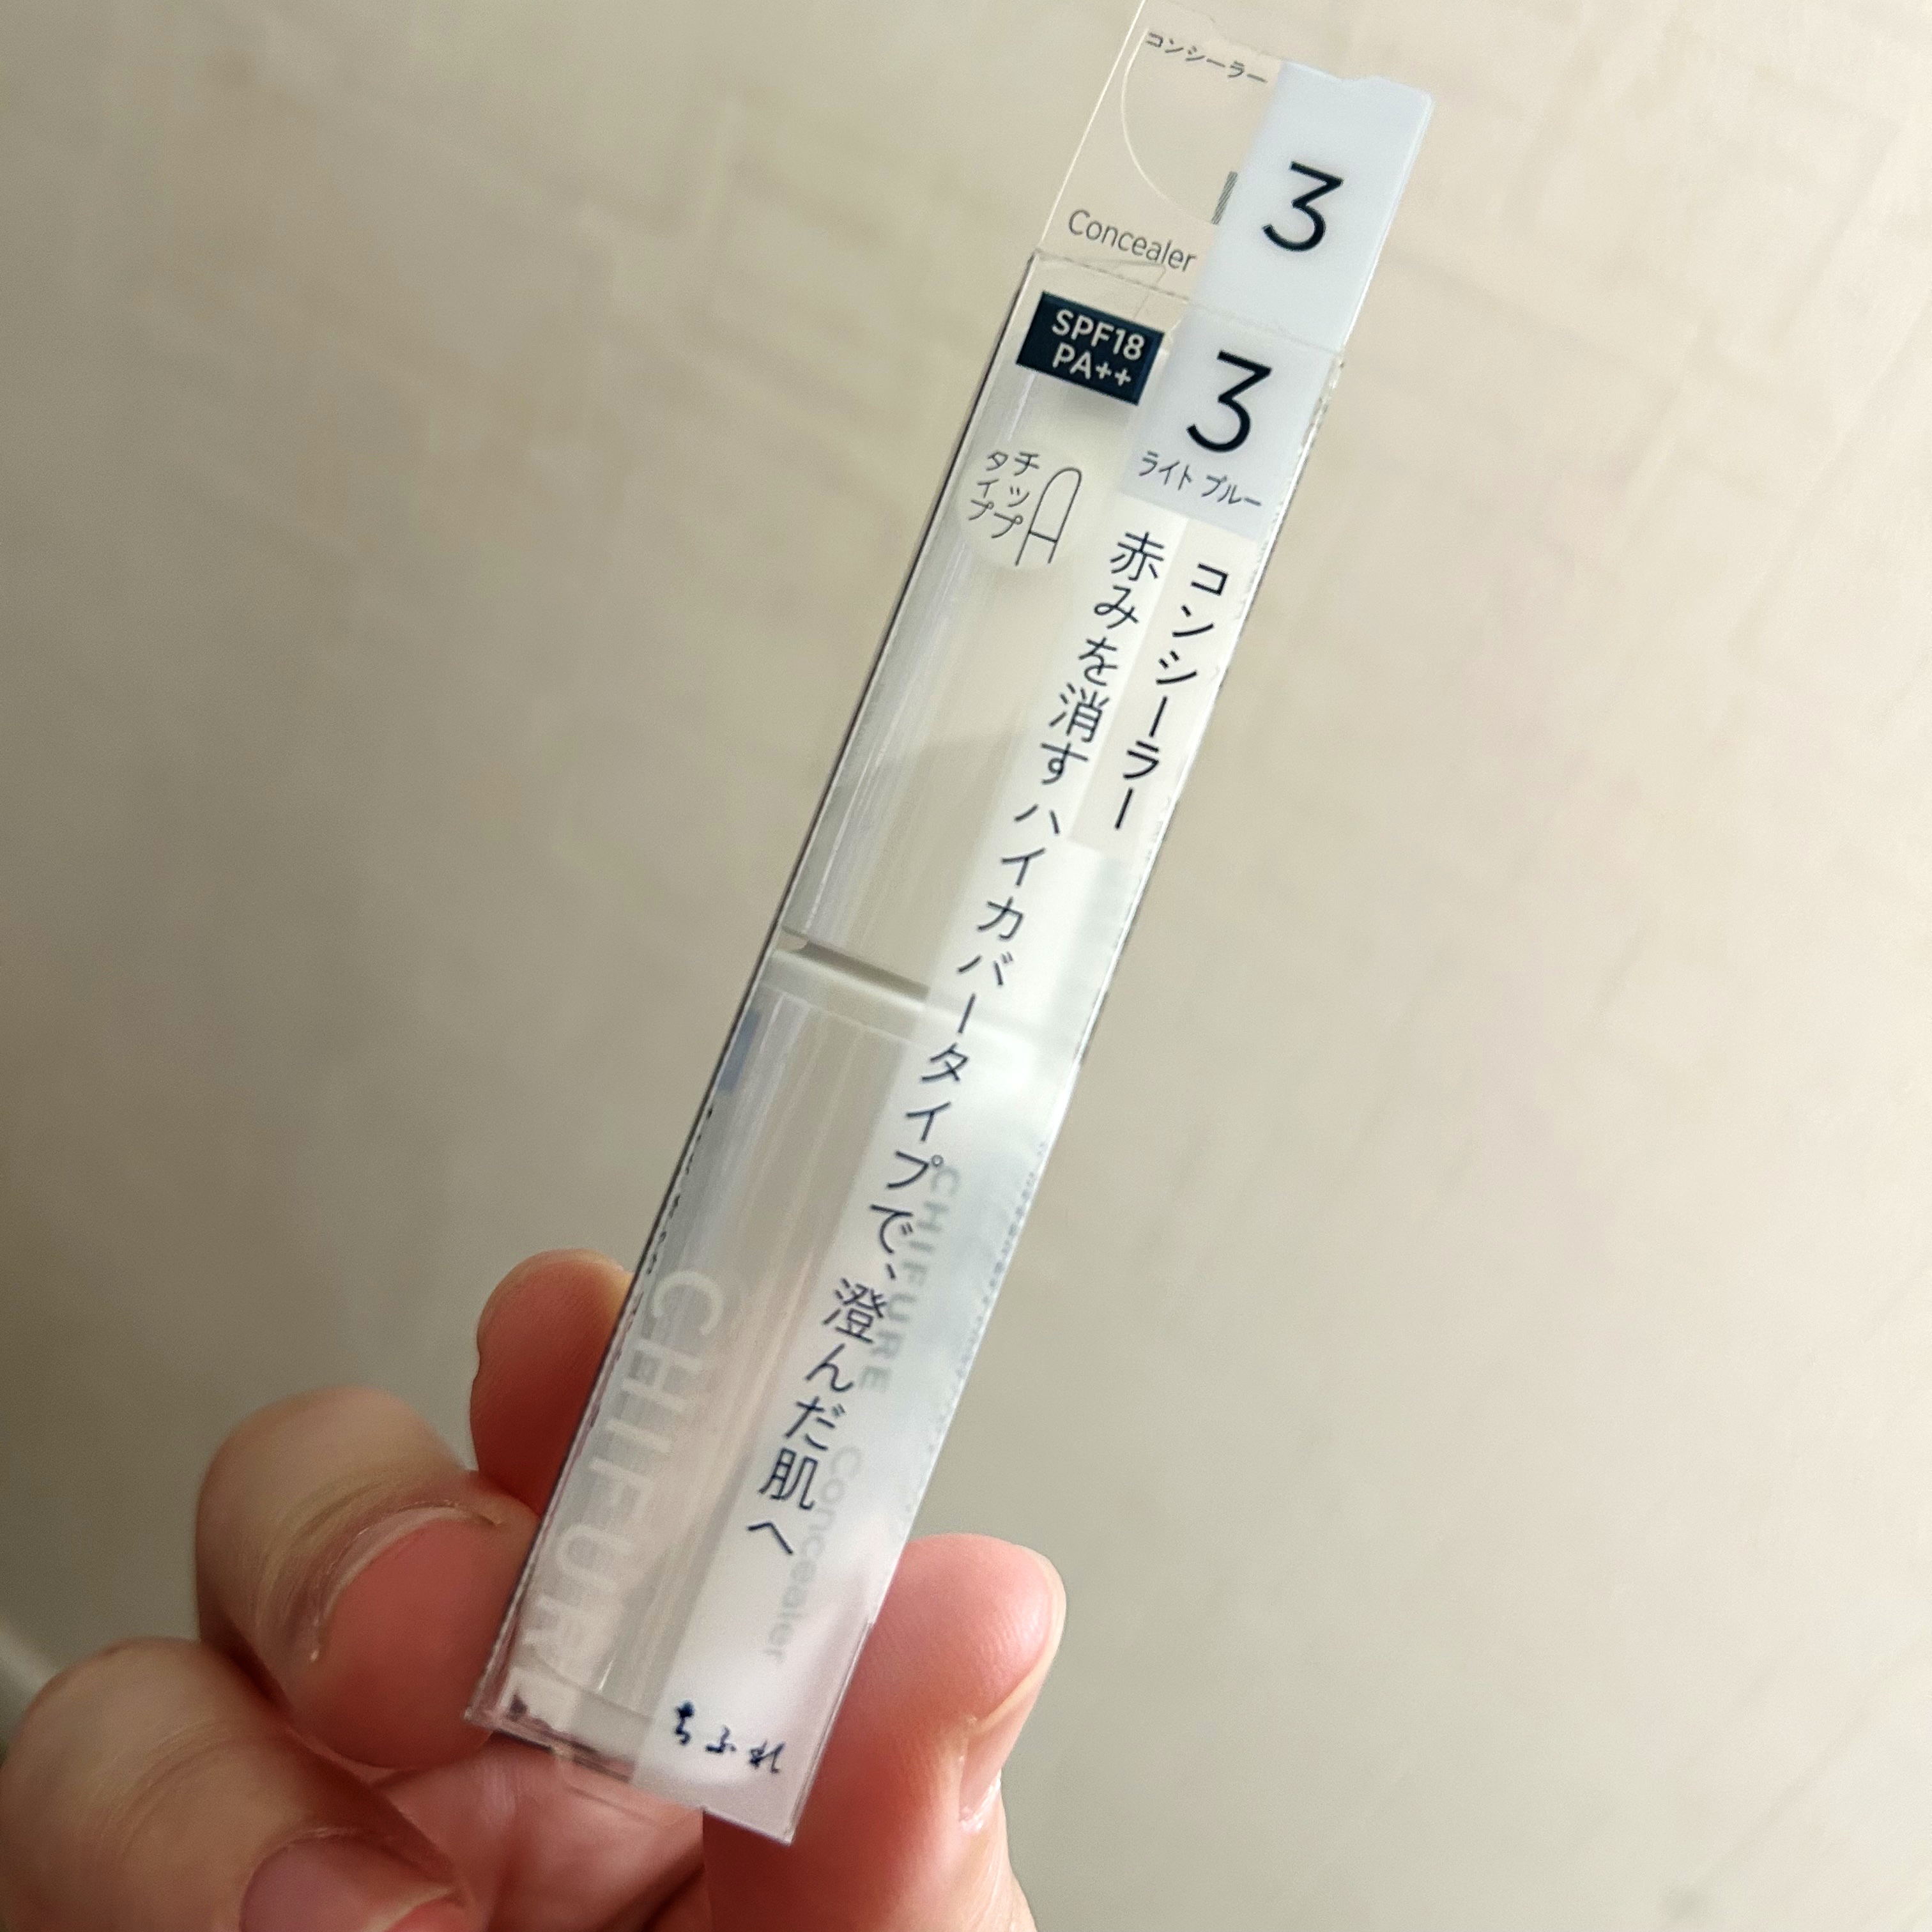 コンシーラー
3
Concealer
SPF18
PA++
3
ライト ブルー
チップ
タイプ
コンシーラー
赤みを消すハイカバータイプで、澄んだ肌へ
CHIFURE
Concealer
CHIFURE
ちふれ